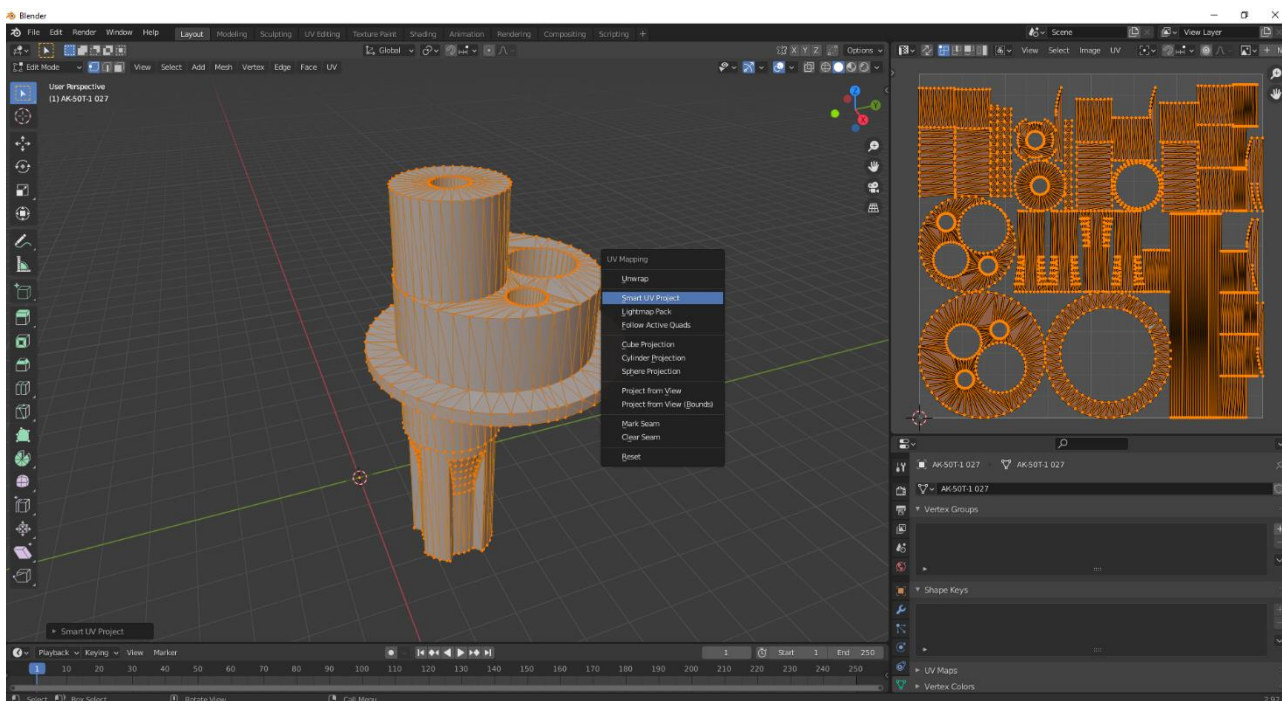 Blender
File Edit Render Window Help Layout Modeling Sculpting UV Editing Texture Paint Shading Animation Rendering Compositing Scripting + Scene View Layer
Global X Y Z Options View Select Image UV
Edit Mode View Select Add Mesh Vertex Edge Face UV
User Perspective
(1) AK-50T-1 027
Z
Y
X
UV Mapping
Unwrap
Smart UV Project
Lightmap Pack
Follow Active Quads
Cube Projection
Cylinder Projection
Sphere Projection
Project from View
Project from View (Bounds)
Mark Seam
Clear Seam
Reset
AK-50T-1 027 AK-50T-1 027
AK-50T-1 027
Vertex Groups
Shape Keys
UV Maps
Vertex Colors
Smart UV Project
Playback Keying View Marker 1 Start 1 End 250
1 10 20 30 40 50 60 70 80 90 100 110 120 130 140 150 160 170 180 190 200 210 220 230 240 250
Select Box Select Rotate View Call Menu